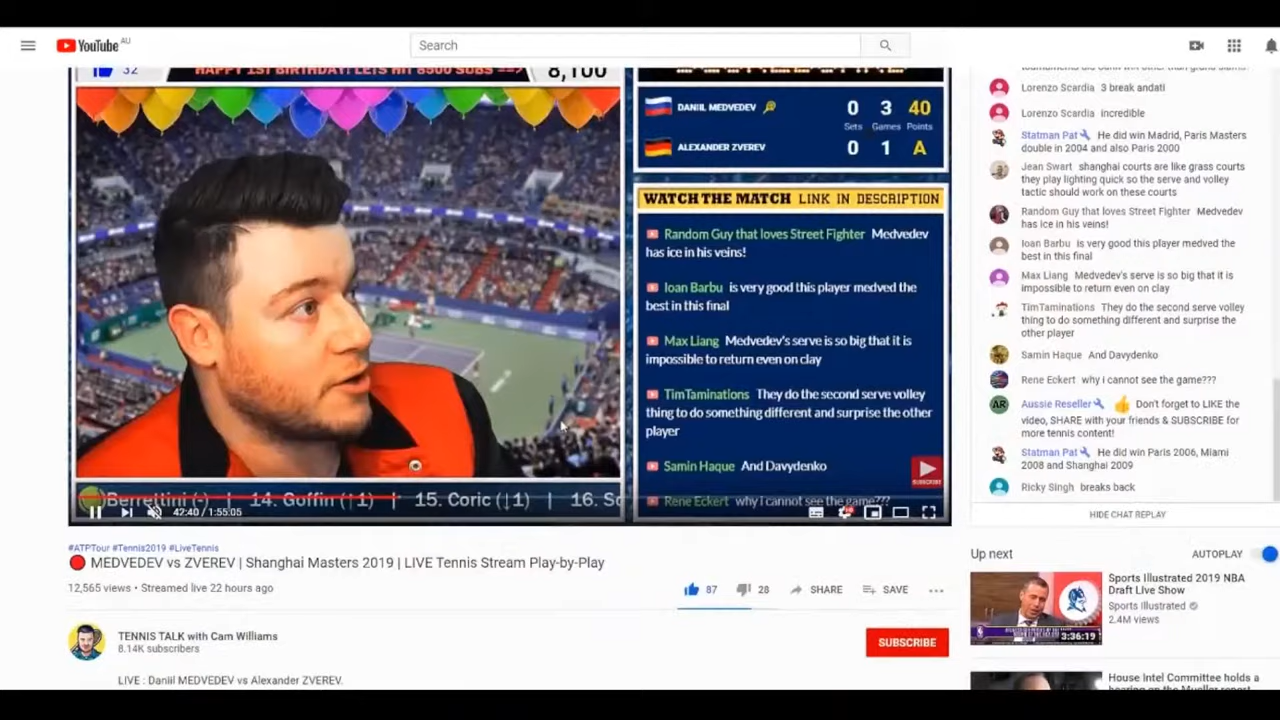 YouTube AU
Search
32
HAPPY 1ST BIRTHDAY! LETS HIT 8500 SUBS ==>
8,100
DANIIL MEDVEDEV 0 3 40
Sets Games Points
ALEXANDER ZVEREV 0 1 A
WATCH THE MATCH LINK IN DESCRIPTION
Random Guy that loves Street Fighter Medvedev
has ice in his veins!
Ioan Barbu is very good this player medved the
best in this final
Max Liang Medvedev's serve is so big that it is
impossible to return even on clay
TimTaminations They do the second serve volley
thing to do something different and surprise the other
player
Samin Haque And Davydenko
Rene Eckert why i cannot see the game???
SUBSCRIBE
Berrettini (-) | 14. Goffin (↑1) | 15. Coric (↓1) | 16. So
42:40 / 1:55:05
#ATPTour #Tennis2019 #LiveTennis
MEDVEDEV vs ZVEREV | Shanghai Masters 2019 | LIVE Tennis Stream Play-by-Play
12,565 views • Streamed live 22 hours ago
87 28 SHARE SAVE
TENNIS TALK with Cam Williams
8.14K subscribers
SUBSCRIBE
LIVE : Daniil MEDVEDEV vs Alexander ZVEREV.
Lorenzo Scardia 3 break andati
Lorenzo Scardia incredible
Statman Pat He did win Madrid, Paris Masters
double in 2004 and also Paris 2000
Jean Swart shanghai courts are like grass courts
they play lighting quick so the serve and volley
tactic should work on these courts
Random Guy that loves Street Fighter Medvedev
has ice in his veins!
Ioan Barbu is very good this player medved the
best in this final
Max Liang Medvedev's serve is so big that it is
impossible to return even on clay
TimTaminations They do the second serve volley
thing to do something different and surprise the
other player
Samin Haque And Davydenko
Rene Eckert why i cannot see the game???
AR Aussie Reseller Don't forget to LIKE the
video, SHARE with your friends & SUBSCRIBE for
more tennis content!
Statman Pat He did win Paris 2006, Miami
2008 and Shanghai 2009
Ricky Singh breaks back
HIDE CHAT REPLAY
Up next AUTOPLAY
Sports Illustrated 2019 NBA
Draft Live Show
Sports Illustrated
2.4M views
3:36:19
House Intel Committee holds a